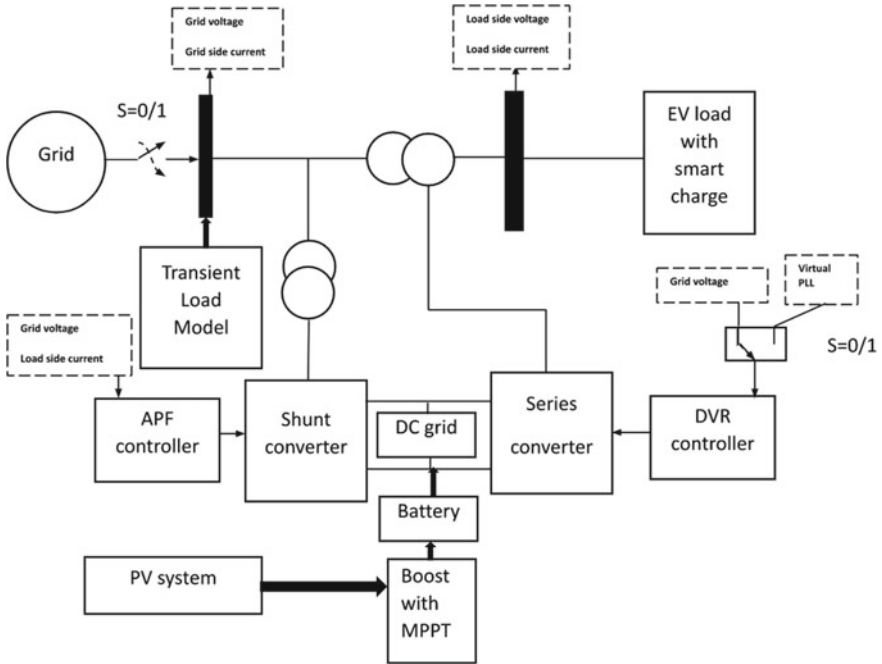 Grid voltage
Grid side current
Load side voltage
Load side current
S=0/1
Grid
EV load
with
smart
charge
Transient
Load
Model
Grid voltage
Virtual
PLL
Grid voltage
Load side current
S=0/1
APF
controller
Shunt
converter
DC grid
Series
converter
DVR
controller
Battery
PV system
Boost
with
MPPT